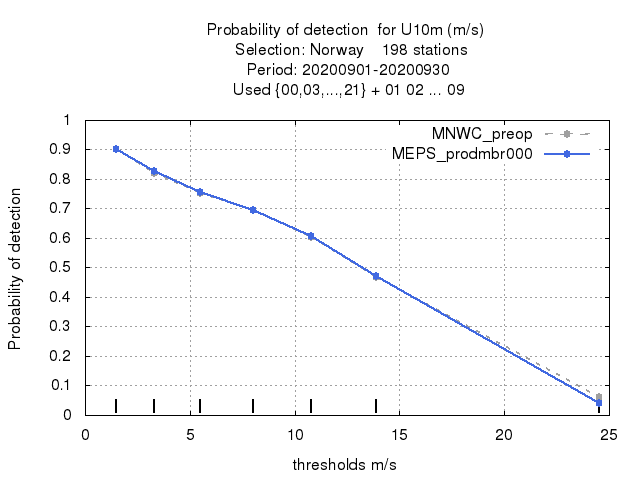 Probability of detection  for U10m (m/s)
Selection: Norway    198 stations
Period: 20200901-20200930
Used {00,03,...,21} + 01 02 ... 09
MNWC_preop
MEPS_prodmbr000
Probability of detection
1
0.9
0.8
0.7
0.6
0.5
0.4
0.3
0.2
0.1
0
0 5 10 15 20 25
thresholds m/s